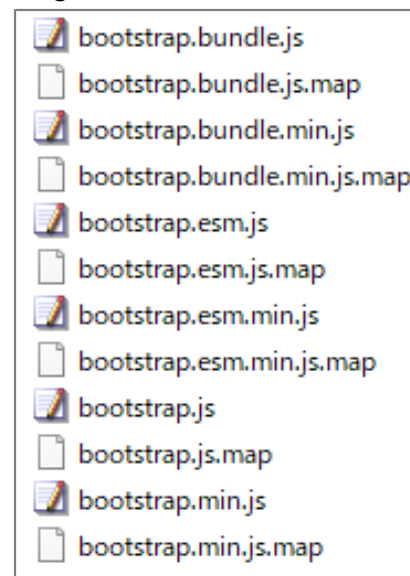 bootstrap.bundle.js
bootstrap.bundle.js.map
bootstrap.bundle.min.js
bootstrap.bundle.min.js.map
bootstrap.esm.js
bootstrap.esm.js.map
bootstrap.esm.min.js
bootstrap.esm.min.js.map
bootstrap.js
bootstrap.js.map
bootstrap.min.js
bootstrap.min.js.map